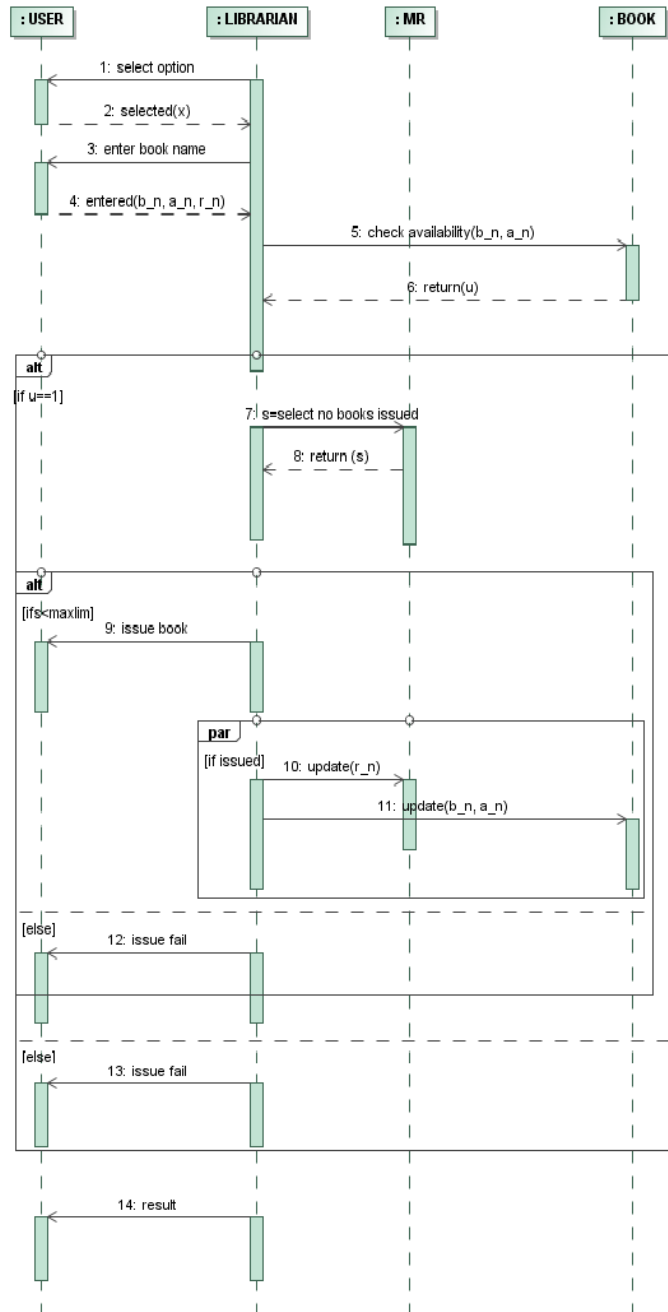 : USER
: LIBRARIAN
: MR
: BOOK
1: select option
2: selected(x)
3: enter book name
4: entered(b_n, a_n, r_n)
5: check availability(b_n, a_n)
6: return(u)
alt
[if u==1]
7: s=select no books issued
8: return (s)
alt
[ifs<maxlim]
9: issue book
par
[if issued]
10: update(r_n)
11: update(b_n, a_n)
[else]
12: issue fail
[else]
13: issue fail
14: result